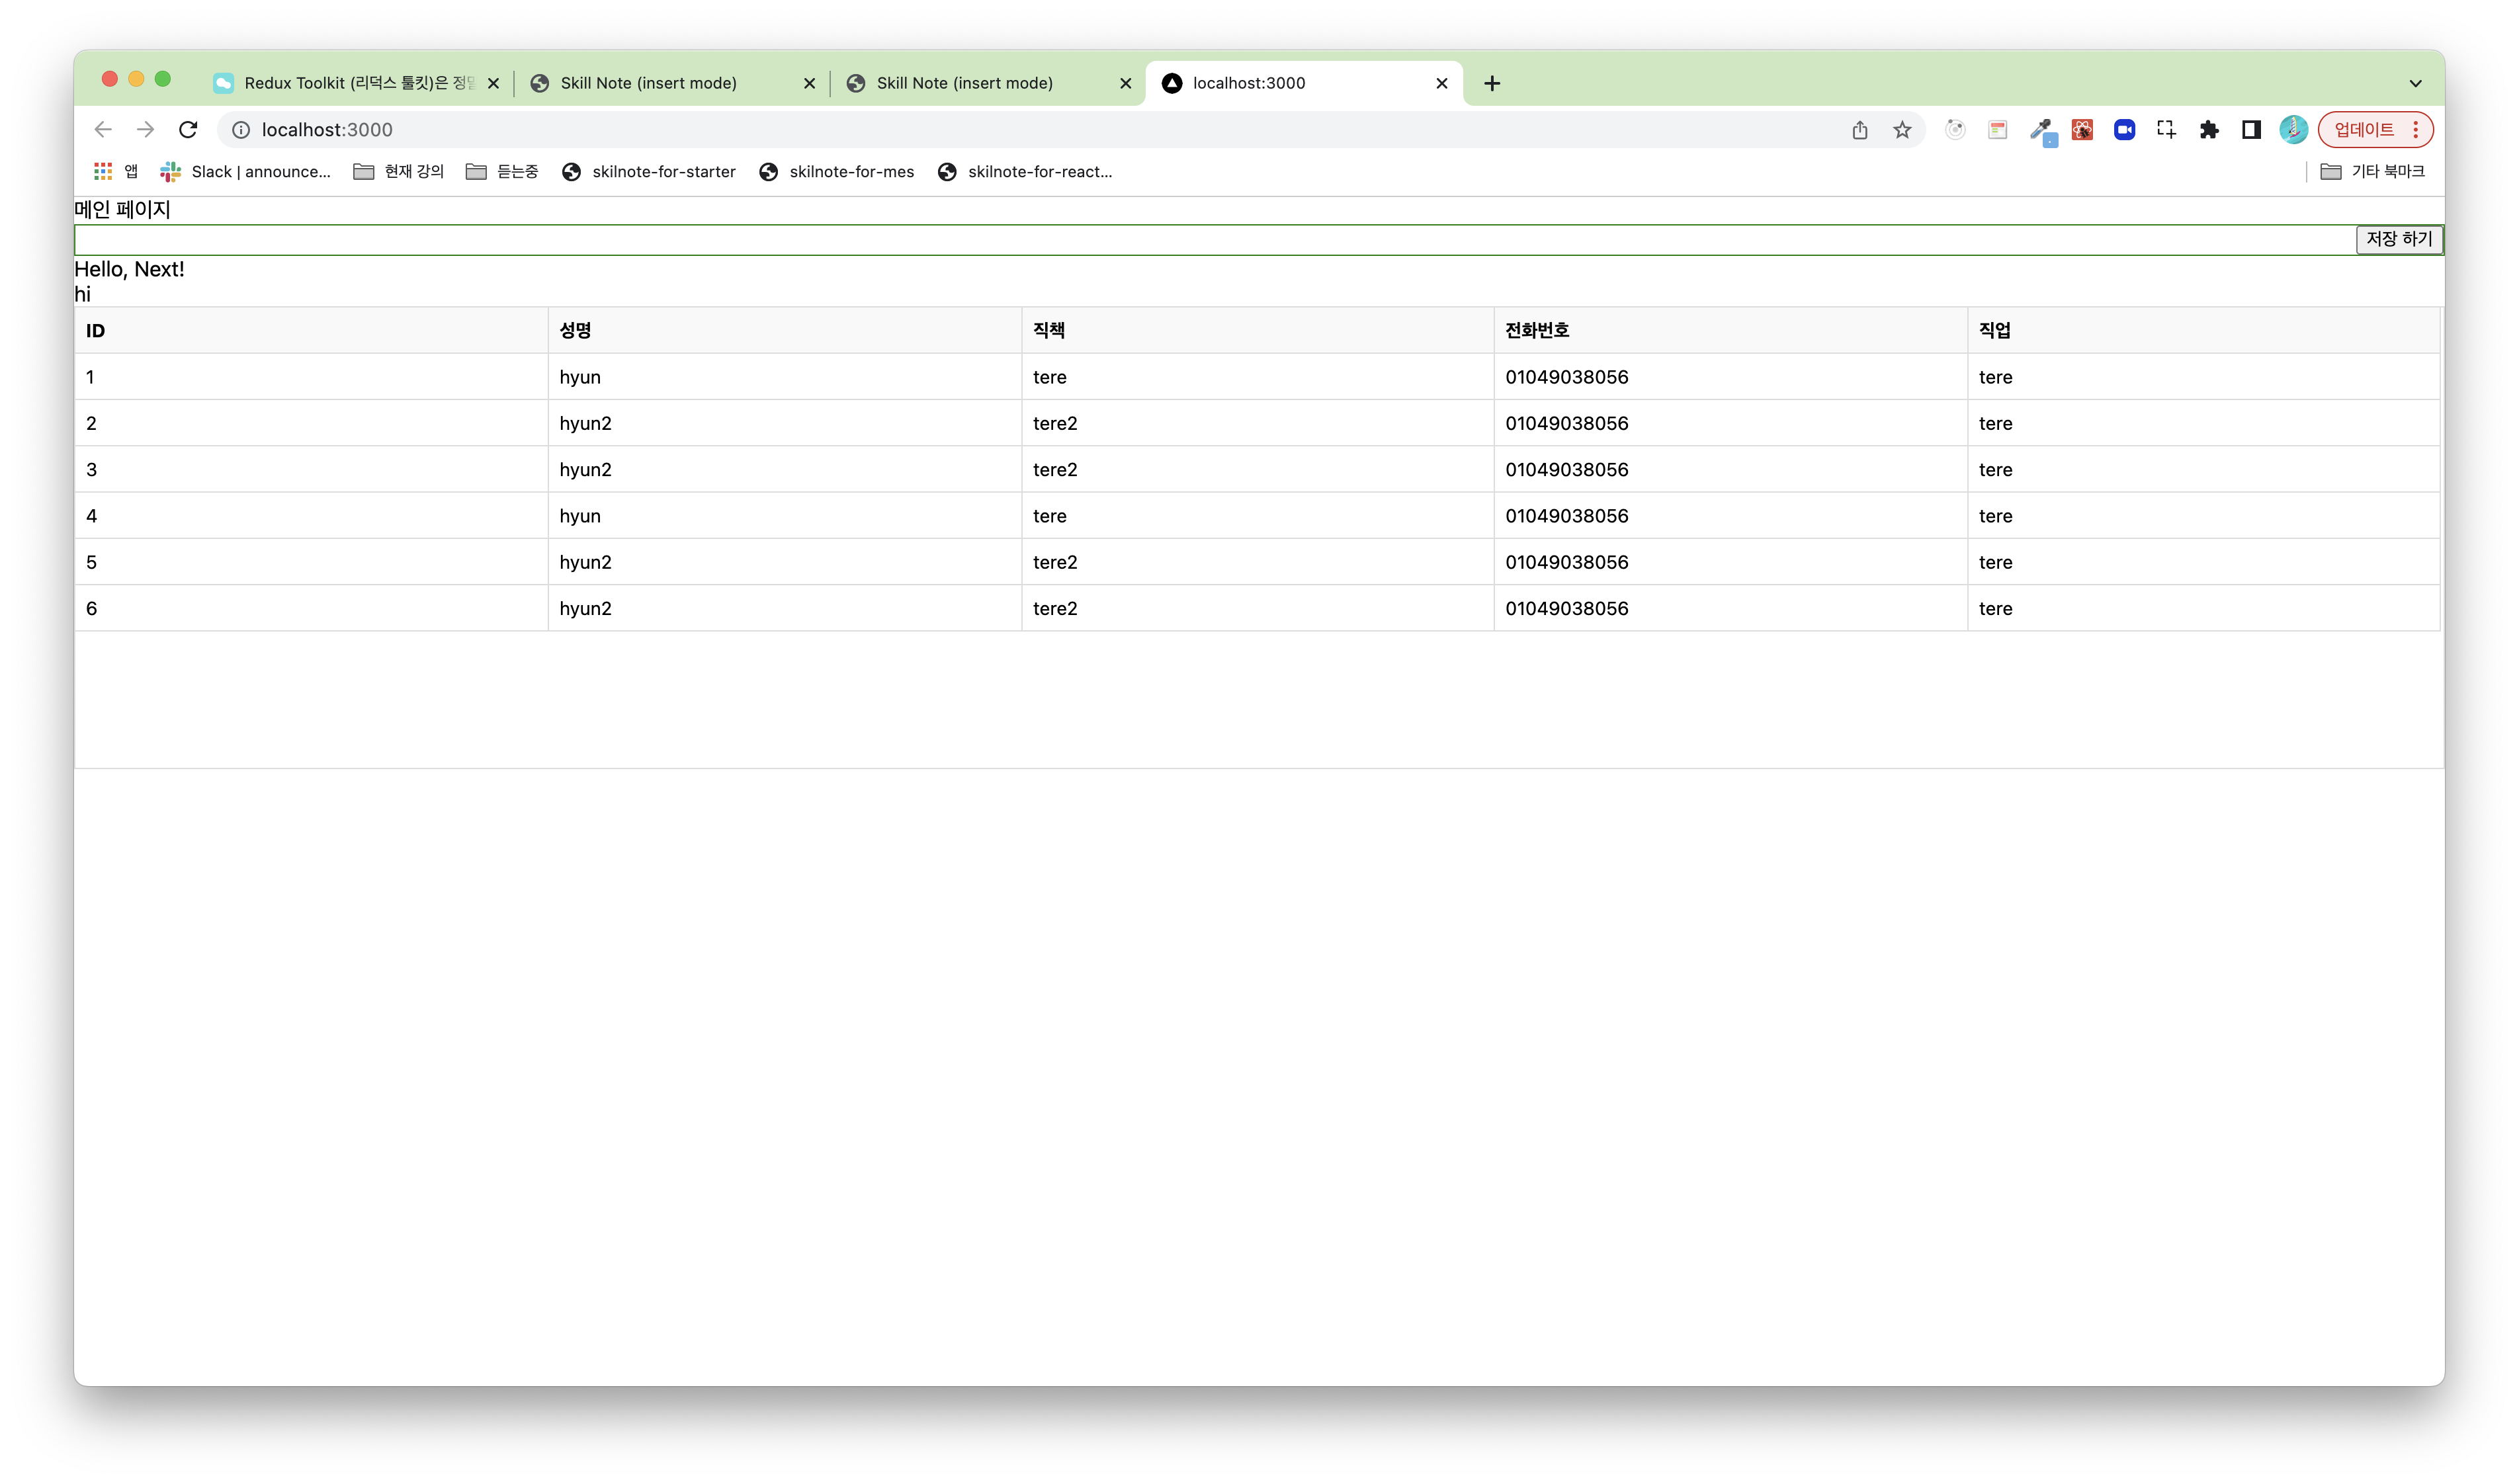 Redux Toolkit (리덕스 툴킷)은 정말
Skill Note (insert mode)
Skill Note (insert mode)
localhost:3000
localhost:3000
업데이트
앱
Slack | announce...
현재 강의
듣는중
skilnote-for-starter
skilnote-for-mes
skilnote-for-react...
기타 북마크
메인 페이지
저장 하기
Hello, Next!
hi
ID 성명 직책 전화번호 직업
1 hyun tere 01049038056 tere
2 hyun2 tere2 01049038056 tere
3 hyun2 tere2 01049038056 tere
4 hyun tere 01049038056 tere
5 hyun2 tere2 01049038056 tere
6 hyun2 tere2 01049038056 tere